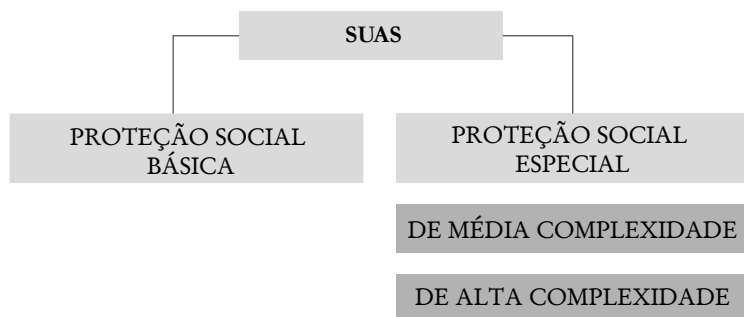 SUAS
PROTEÇÃO SOCIAL
BÁSICA
PROTEÇÃO SOCIAL
ESPECIAL
DE MÉDIA COMPLEXIDADE
DE ALTA COMPLEXIDADE